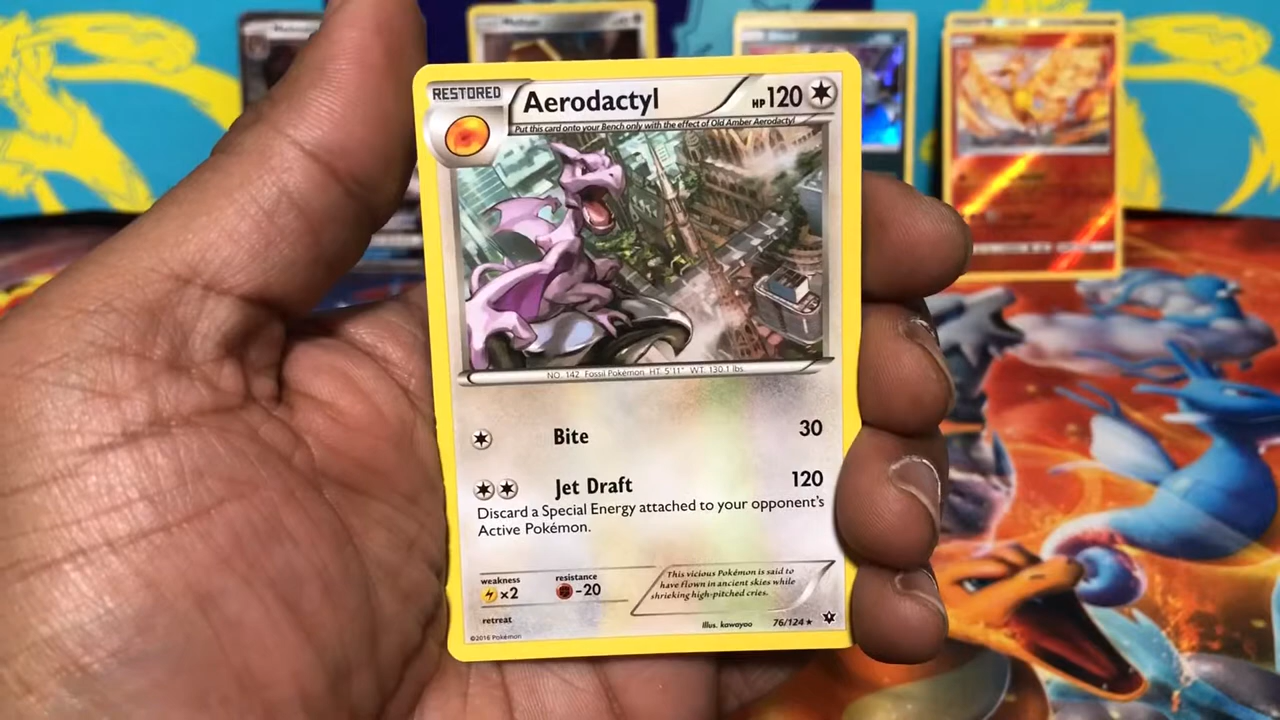 RESTORED
Aerodactyl
HP 120
Put this card onto your Bench only with the effect of Old Amber Aerodactyl
NO. 142 Fossil Pokémon HT: 5'11" WT: 130.1 lbs.
Bite 30
Jet Draft 120
Discard a Special Energy attached to your opponent's
Active Pokémon.
weakness
×2
resistance
-20
retreat
This vicious Pokémon is said to
have flown in ancient skies while
shrieking high-pitched cries.
Illus. kawayoo
76/124
©2016 Pokémon